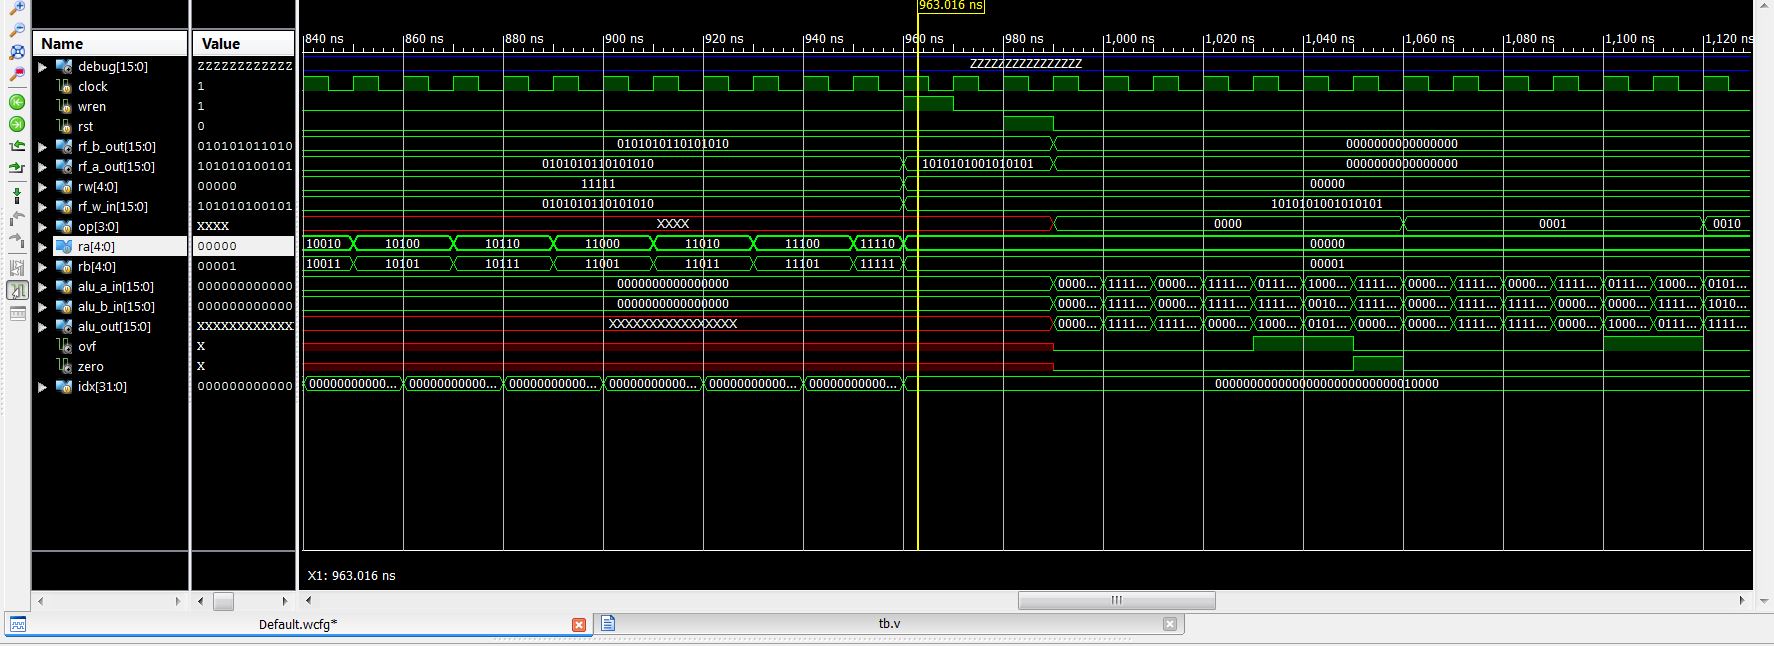 963.016 ns
Name Value 840 ns 860 ns 880 ns 900 ns 920 ns 940 ns 960 ns 980 ns 1,000 ns 1,020 ns 1,040 ns 1,060 ns 1,080 ns 1,100 ns 1,120 ns
debug[15:0] ZZZZZZZZZZZZ ZZZZZZZZZZZZZZZZ
clock 1
wren 1
rst 0
rf_b_out[15:0] 010101011010 0101010110101010 0000000000000000
rf_a_out[15:0] 101010100101 0101010110101010 1010101001010101 0000000000000000
rw[4:0] 00000 11111 00000
rf_w_in[15:0] 101010100101 0101010110101010 1010101001010101
op[3:0] XXXX XXXX 0000 0001 0010
ra[4:0] 00000 10010 10100 10110 11000 11010 11100 11110 00000
rb[4:0] 00001 10011 10101 10111 11001 11011 11101 11111 00001
alu_a_in[15:0] 000000000000 0000000000000000 0000... 1111... 0000... 1111... 0111... 1000... 1111... 0000... 1111... 0000... 1111... 0111... 1000... 0101...
alu_b_in[15:0] 000000000000 0000000000000000 0000... 1111... 1111... 1111... 1111... 0010... 1111... 0000... 1111... 1111... 0000... 0000... 1111... 1010...
alu_out[15:0] XXXXXXXXXXXX XXXXXXXXXXXXXXXX 0000... 1111... 1111... 0000... 1000... 0101... 0000... 0000... 1111... 1111... 0000... 1000... 0111... 1111...
ovf X
zero X
idx[31:0] 000000000000 00000000000... 00000000000... 00000000000... 00000000000... 00000000000... 00000000000... 00000000000000000000000000010000
X1: 963.016 ns
Default.wcfg* tb.v